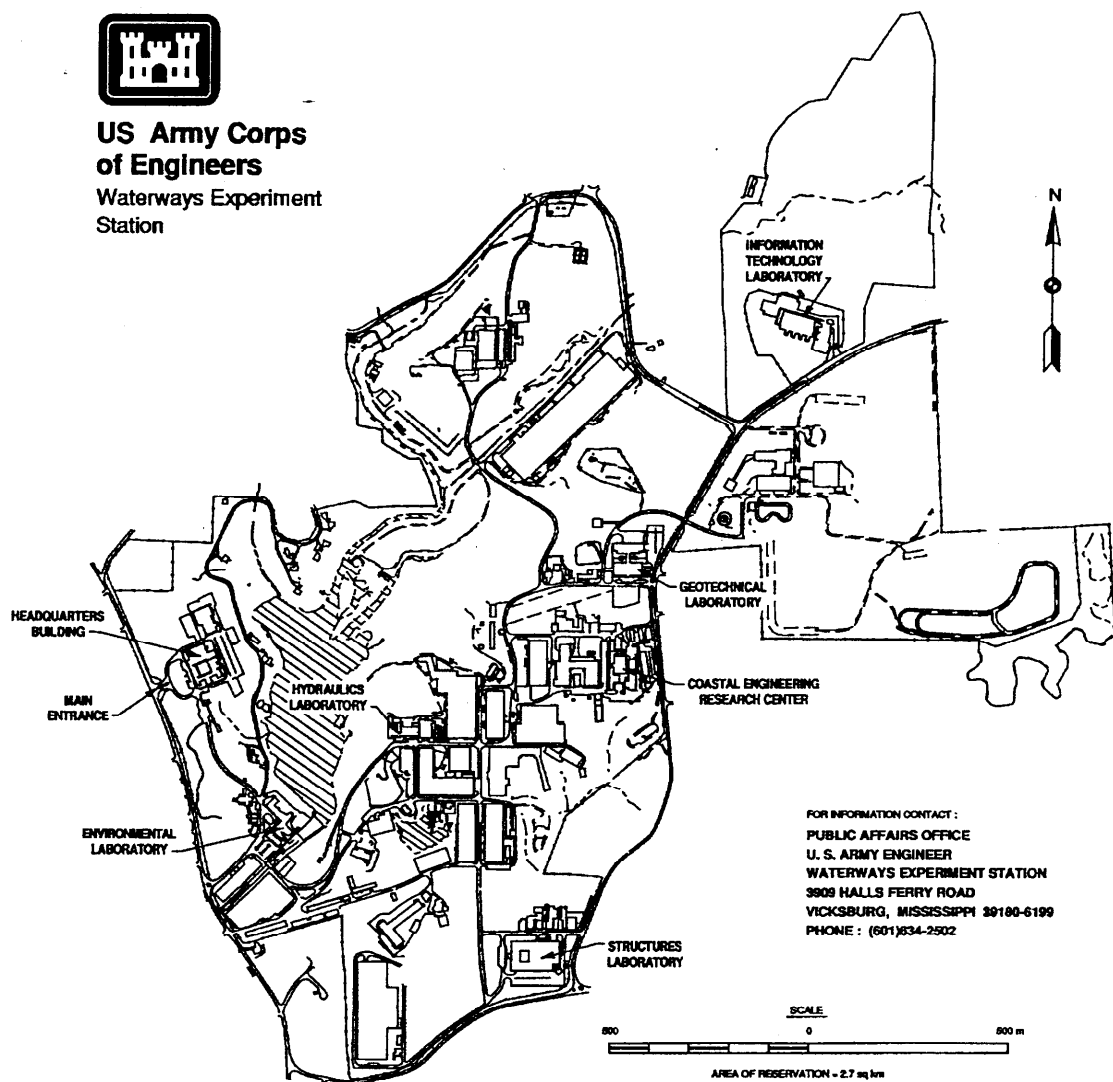 US Army Corps
of Engineers
Waterways Experiment
Station
N
INFORMATION
TECHNOLOGY
LABORATORY
GEOTECHNICAL
LABORATORY
HEADQUARTERS
BUILDING
MAIN
ENTRANCE
HYDRAULICS
LABORATORY
COASTAL ENGINEERING
RESEARCH CENTER
ENVIRONMENTAL
LABORATORY
STRUCTURES
LABORATORY
FOR INFORMATION CONTACT :
PUBLIC AFFAIRS OFFICE
U. S. ARMY ENGINEER
WATERWAYS EXPERIMENT STATION
3909 HALLS FERRY ROAD
VICKSBURG, MISSISSIPPI 39180-6199
PHONE : (601)634-2502
SCALE
500 0 500 m
AREA OF RESERVATION = 2.7 sq km